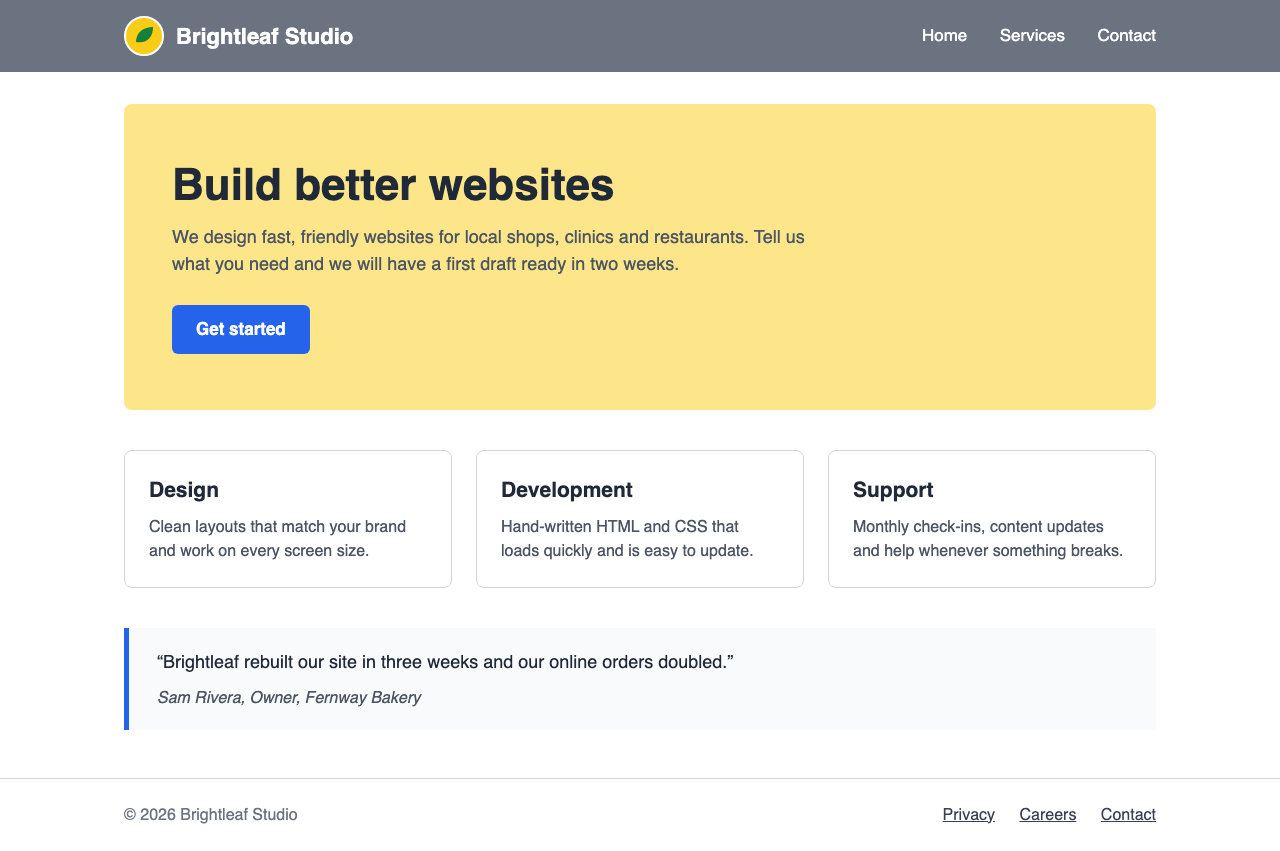 Brightleaf Studio
Home Services Contact
Build better websites
We design fast, friendly websites for local shops, clinics and restaurants. Tell us
what you need and we will have a first draft ready in two weeks.
Get started
Design
Clean layouts that match your brand
and work on every screen size.
Development
Hand-written HTML and CSS that
loads quickly and is easy to update.
Support
Monthly check-ins, content updates
and help whenever something breaks.
“Brightleaf rebuilt our site in three weeks and our online orders doubled.”
Sam Rivera, Owner, Fernway Bakery
© 2026 Brightleaf Studio
Privacy Careers Contact